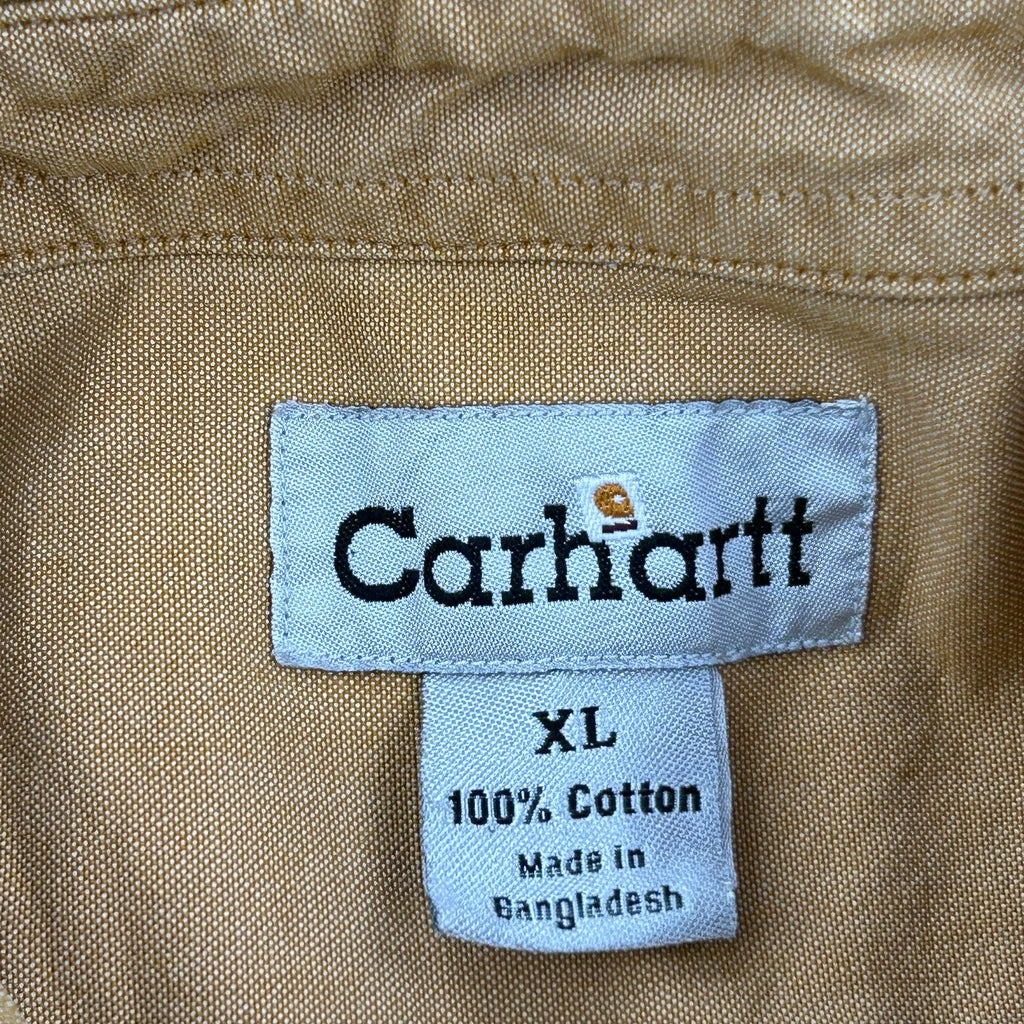 Carhartt
XL
100% Cotton
Made in
Bangladesh